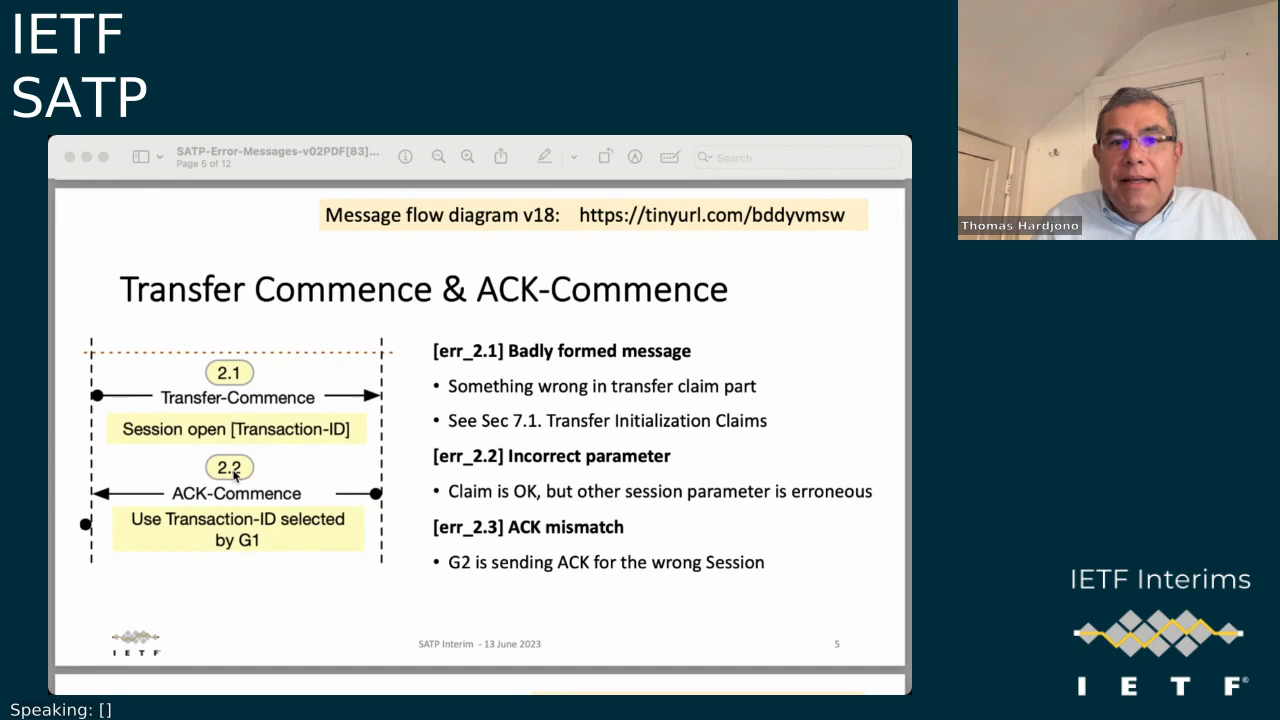 IETF
SATP
SATP-Error-Messages-v02PDF[83]...
Page 5 of 12
Search
Thomas Hardjono
Message flow diagram v18: https://tinyurl.com/bddyvmsw
Transfer Commence & ACK-Commence
2.1
Transfer-Commence
Session open [Transaction-ID]
2.2
ACK-Commence
Use Transaction-ID selected
by G1
[err_2.1] Badly formed message
• Something wrong in transfer claim part
• See Sec 7.1. Transfer Initialization Claims
[err_2.2] Incorrect parameter
• Claim is OK, but other session parameter is erroneous
[err_2.3] ACK mismatch
• G2 is sending ACK for the wrong Session
I E T F
SATP Interim - 13 June 2023
5
IETF Interims
I E T F®
Speaking: []